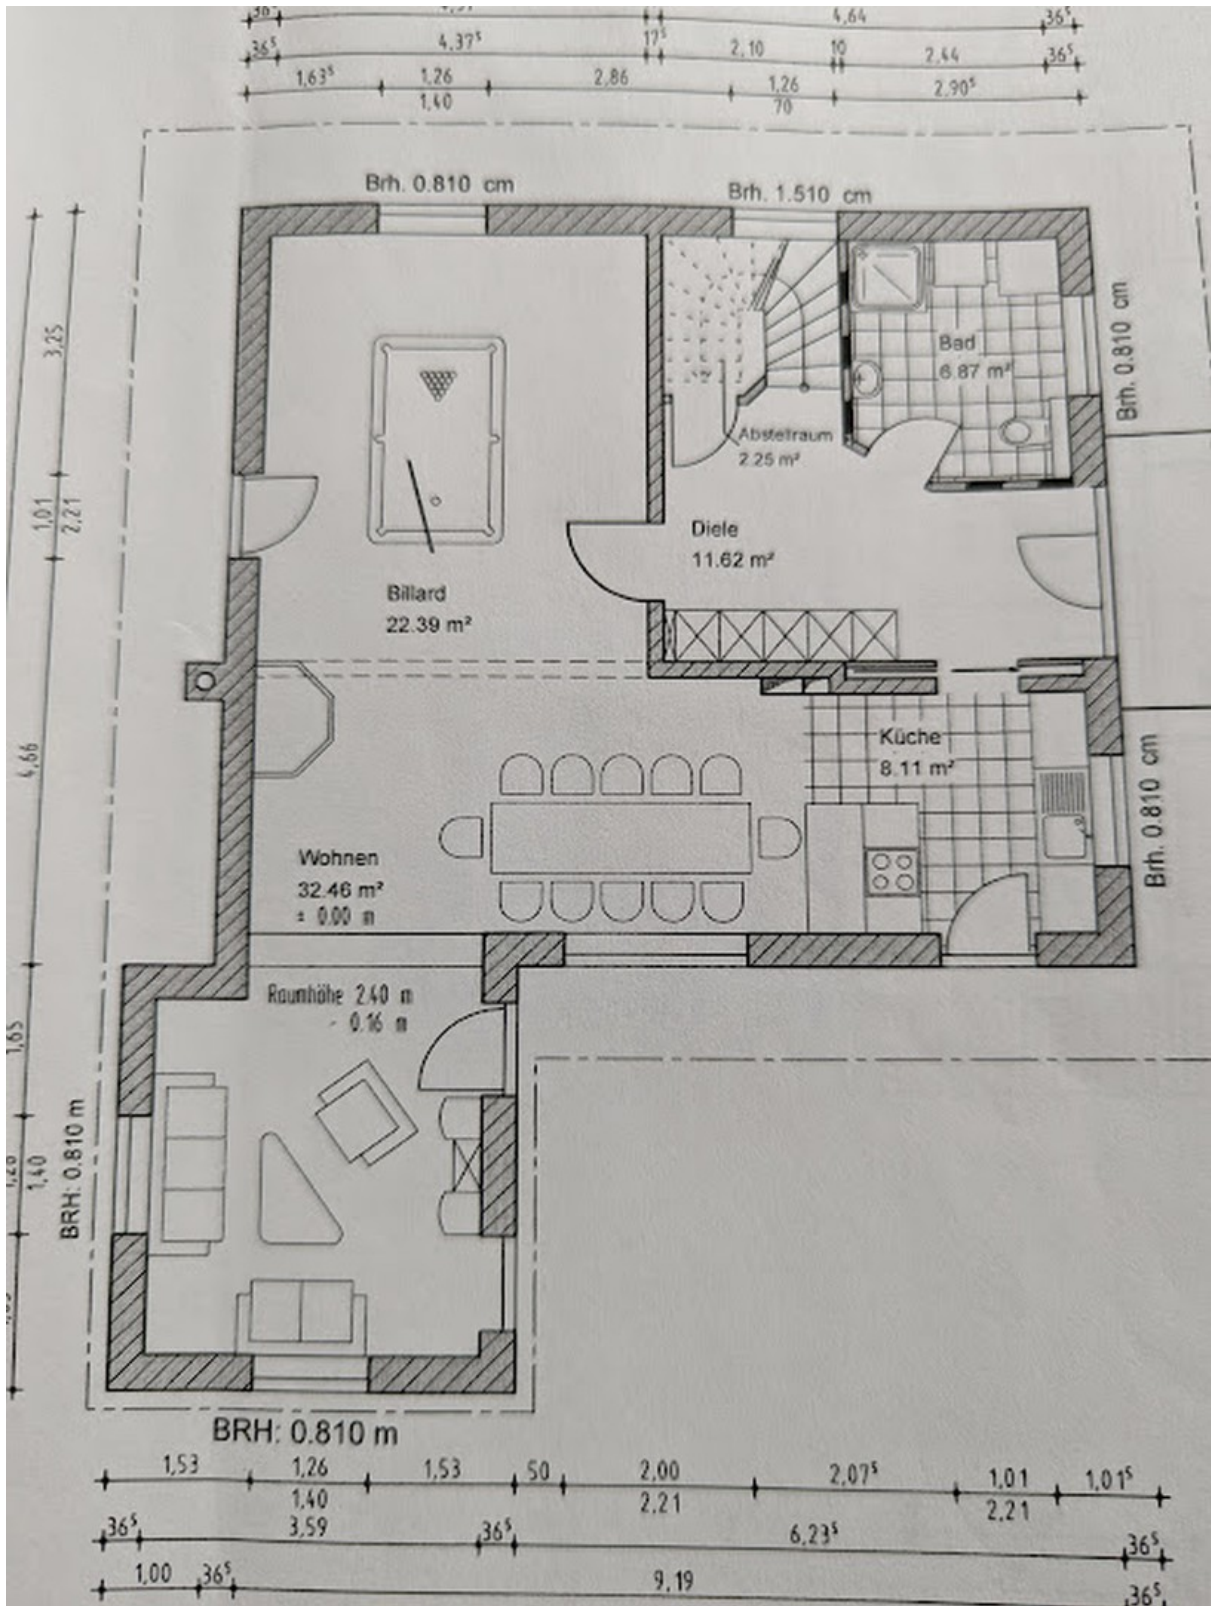 36⁵ 4,64 36⁵
36⁵ 4,37⁵ 17⁵ 2,10 10 2,44 36⁵
1,63⁵ 1,26 2,86 1,26 2,90⁵
1,40 70
Brh. 0.810 cm
Brh. 1.510 cm
3,25
1,01
2,21
4,66
1,65
1,40
Brh. 0.810 cm
Bad
6.87 m²
Abstellraum
2.25 m²
Diele
11.62 m²
Billard
22.39 m²
Küche
8.11 m²
Brh. 0.810 cm
Wohnen
32.46 m²
± 0.00 m
Raumhöhe 2.40 m
- 0.16 m
BRH: 0.810 m
BRH: 0.810 m
1,53 1,26 1,53 50 2,00 2,07⁵ 1,01 1,01⁵
1,40 2,21 2,21
36⁵ 3,59 36⁵ 6,23⁵ 36⁵
1,00 36⁵ 9,19 36⁵